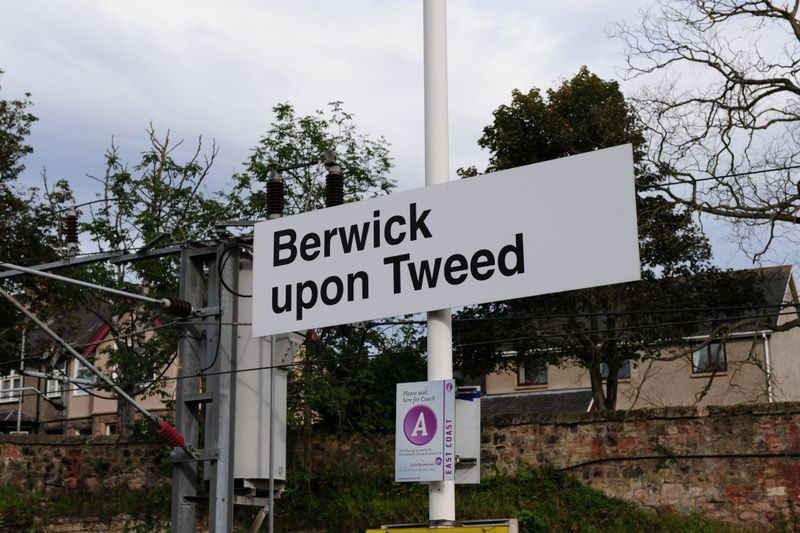 Berwick
upon Tweed
Please wait
here for Coach
A
EAST COAST